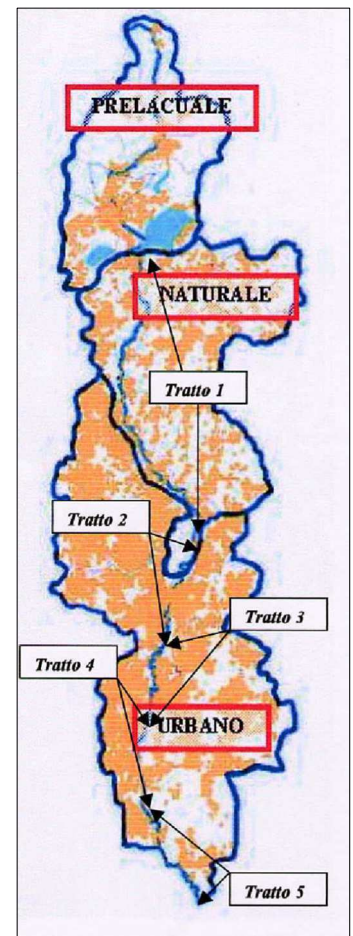 PRELACUALE
NATURALE
Tratto 1
Tratto 2
Tratto 3
Tratto 4
URBANO
Tratto 5